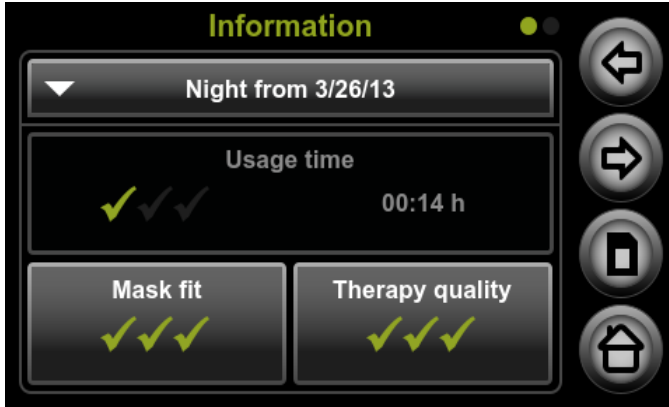 Information
Night from 3/26/13
Usage time
00:14 h
Mask fit
Therapy quality